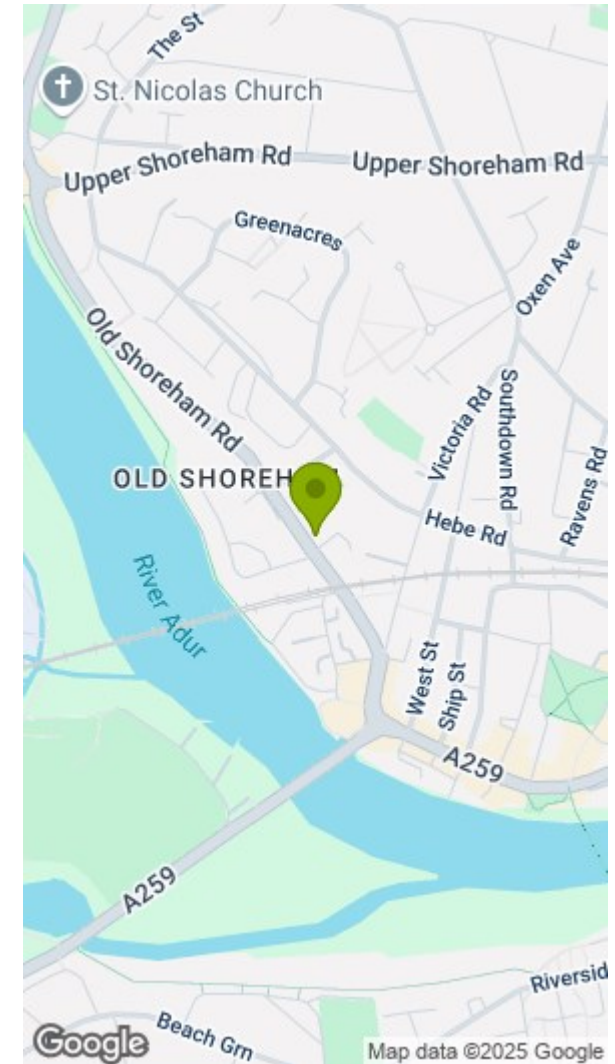 The St
St. Nicolas Church
Upper Shoreham Rd
Upper Shoreham Rd
Greenacres
Oxen Ave
Old Shoreham Rd
Victoria Rd
Southdown Rd
Ravens Rd
OLD SHOREH
Hebe Rd
River Adur
West St
Ship St
A259
A259
Riversid
Beach Grn
Google
Map data ©2025 Google